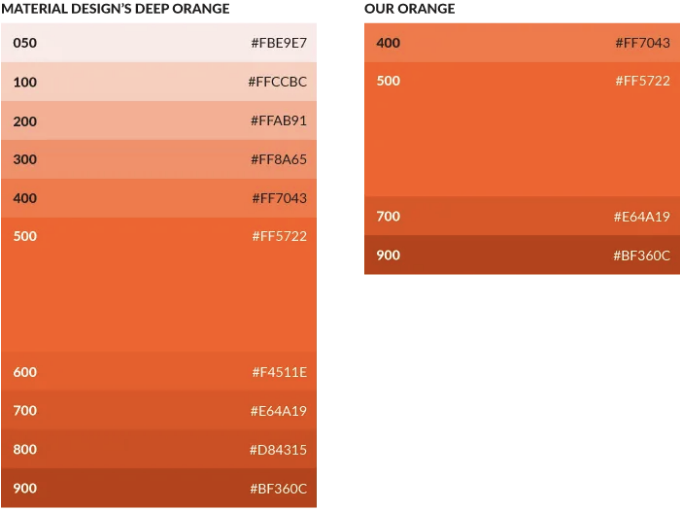 MATERIAL DESIGN'S DEEP ORANGE
050 #FBE9E7
100 #FFCCBC
200 #FFAB91
300 #FF8A65
400 #FF7043
500 #FF5722
600 #F4511E
700 #E64A19
800 #D84315
900 #BF360C
OUR ORANGE
400 #FF7043
500 #FF5722
700 #E64A19
900 #BF360C